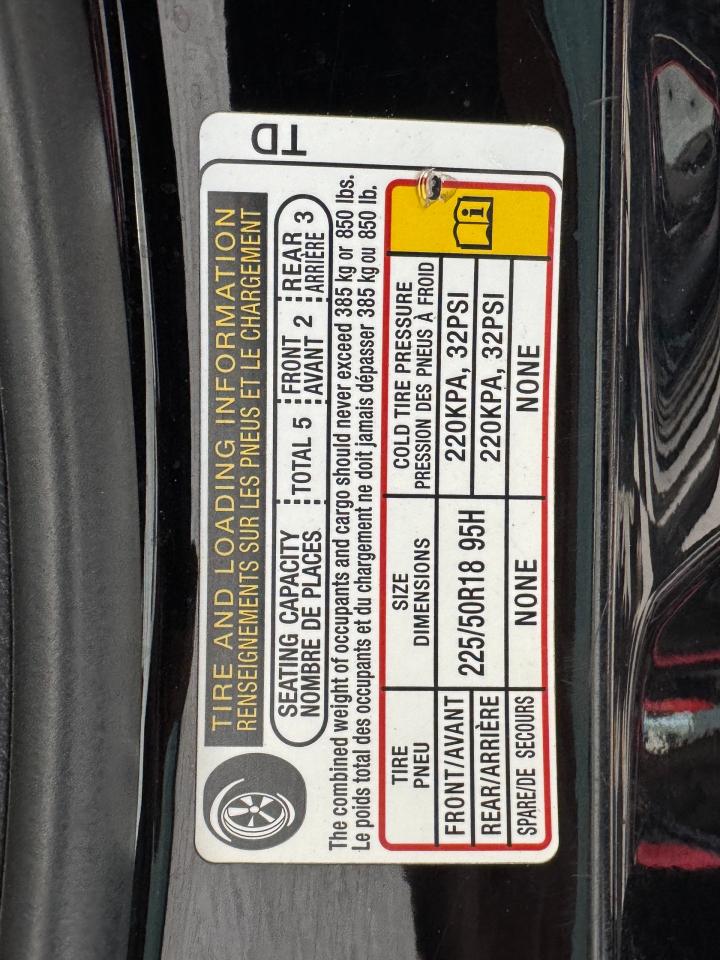 TD
TIRE AND LOADING INFORMATION
RENSEIGNEMENTS SUR LES PNEUS ET LE CHARGEMENT
SEATING CAPACITY TOTAL 5 FRONT 2 REAR 3
NOMBRE DE PLACES AVANT ARRIÈRE
The combined weight of occupants and cargo should never exceed 385 kg or 850 lbs.
Le poids total des occupants et du chargement ne doit jamais dépasser 385 kg ou 850 lb.
TIRE SIZE COLD TIRE PRESSURE
PNEU DIMENSIONS PRESSION DES PNEUS À FROID
FRONT/AVANT 225/50R18 95H 220KPA, 32PSI
REAR/ARRIÈRE 220KPA, 32PSI
SPARE/DE SECOURS NONE NONE